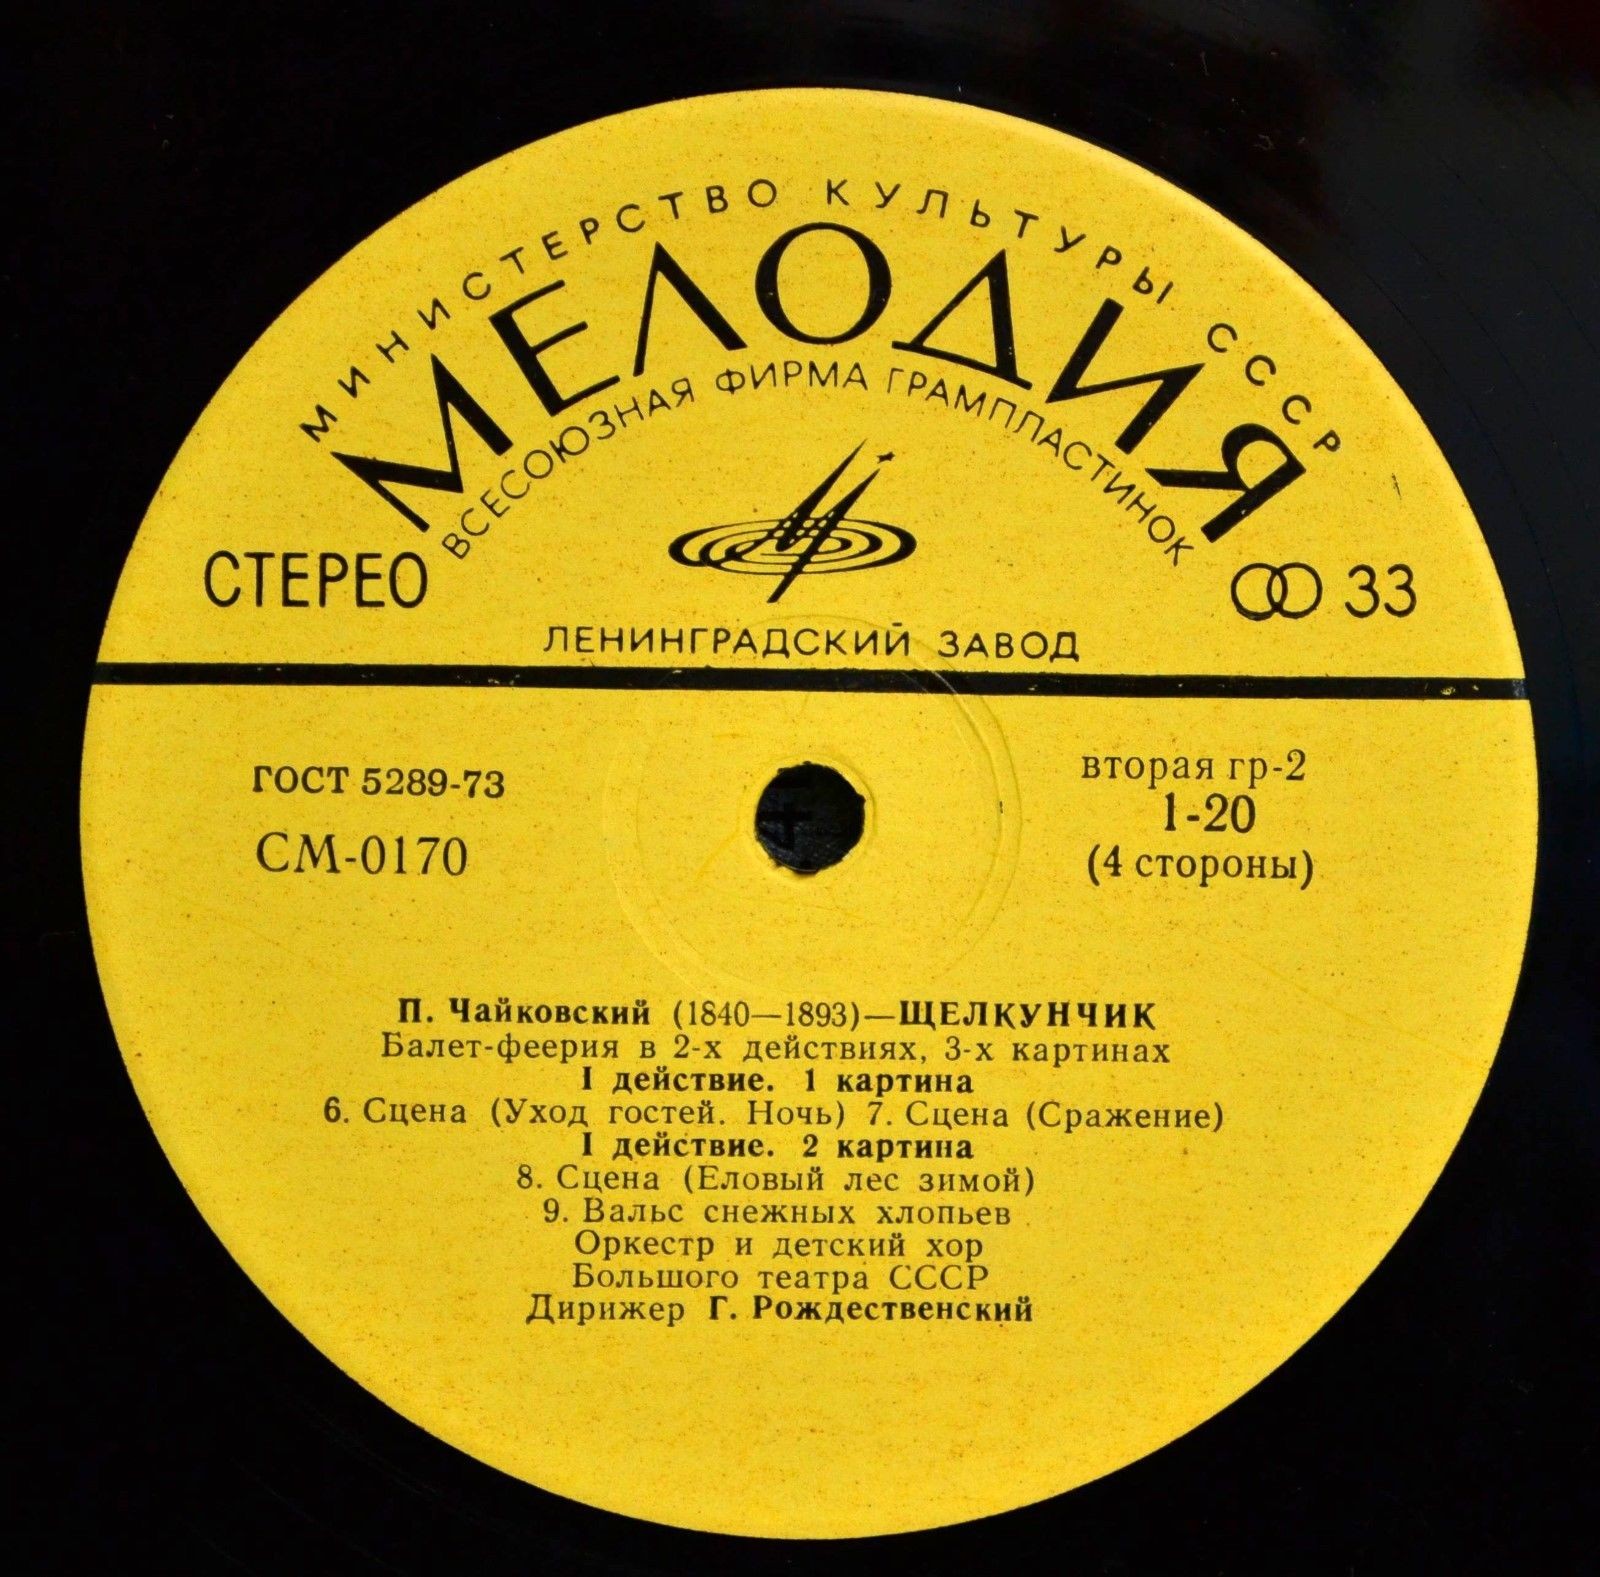 МИНИСТЕРСТВО КУЛЬТУРЫ СССР
МЕЛОДИЯ
ВСЕСОЮЗНАЯ ФИРМА ГРАМПЛАСТИНОК
СТЕРЕО
33
ЛЕНИНГРАДСКИЙ ЗАВОД
ГОСТ 5289-73
СМ-0170
вторая гр-2
1-20
(4 стороны)
П. Чайковский (1840—1893)—ЩЕЛКУНЧИК
Балет-феерия в 2-х действиях, 3-х картинах
I действие. 1 картина
6. Сцена (Уход гостей. Ночь) 7. Сцена (Сражение)
I действие. 2 картина
8. Сцена (Еловый лес зимой)
9. Вальс снежных хлопьев
Оркестр и детский хор
Большого театра СССР
Дирижер Г. Рождественский